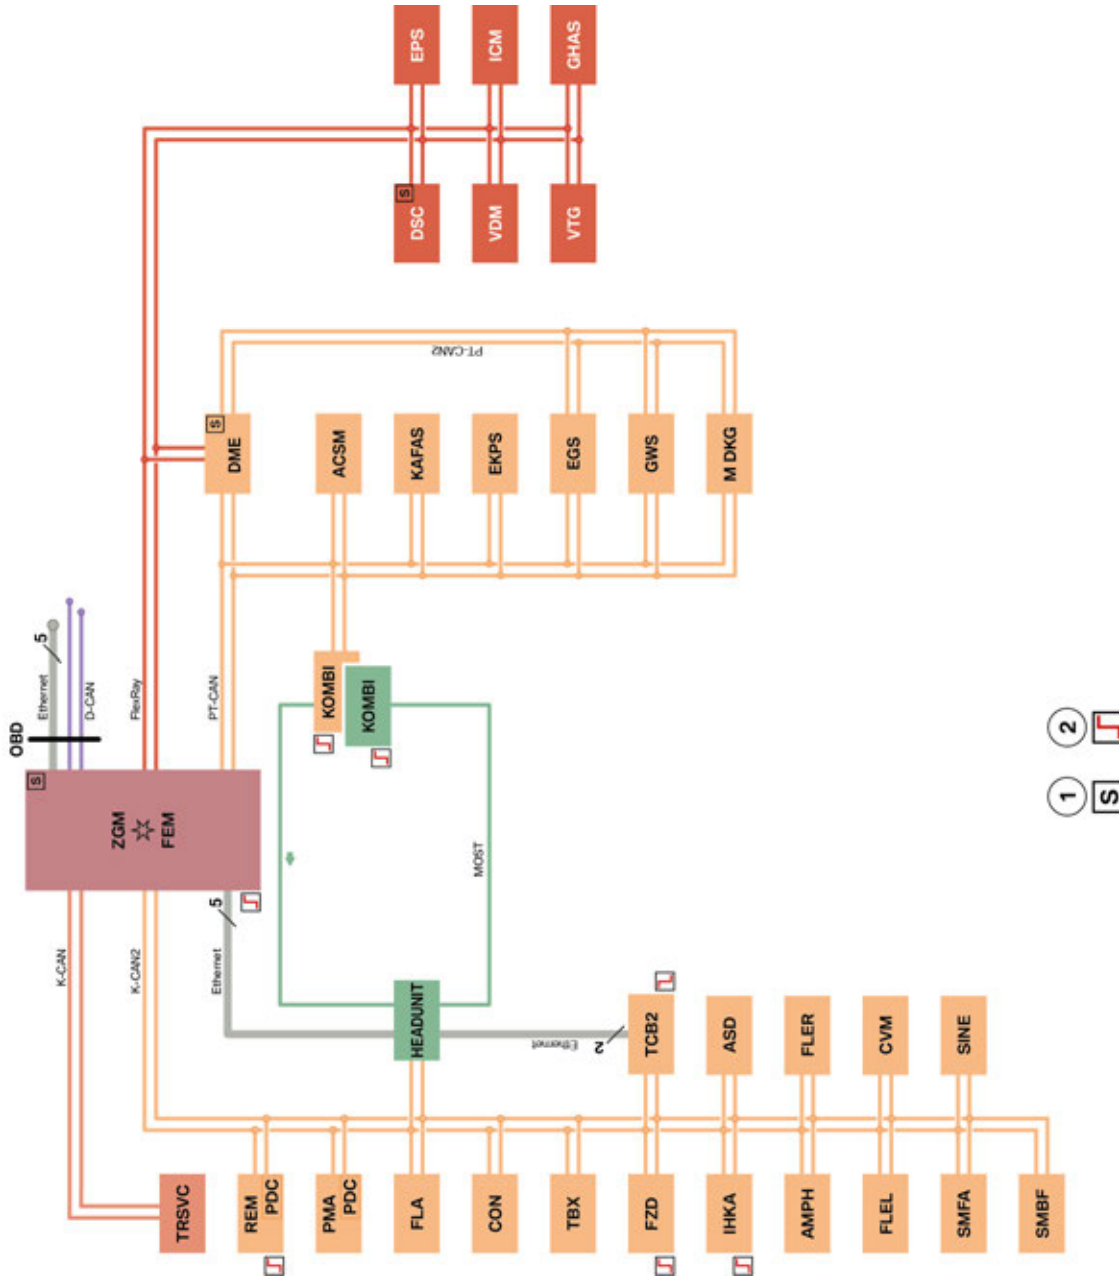 OBD
Ethernet
5
S
K-CAN
D-CAN
ZGM
FEM
K-CAN2
FlexRay
TRSVC
Ethernet
5
PT-CAN
S
DME
REM
PDC
PMA
PDC
KOMBI
KOMBI
ACSM
FLA
HEADUNIT
KAFAS
DSC
S
EPS
PT-CAN2
MOST
CON
EKPS
VDM
ICM
Ethernet
2
TBX
EGS
VTG
GHAS
FZD
TCB2
GWS
IHKA
ASD
M DKG
AMPH
FLER
FLEL
CVM
SMFA
SINE
SMBF
1
2
S